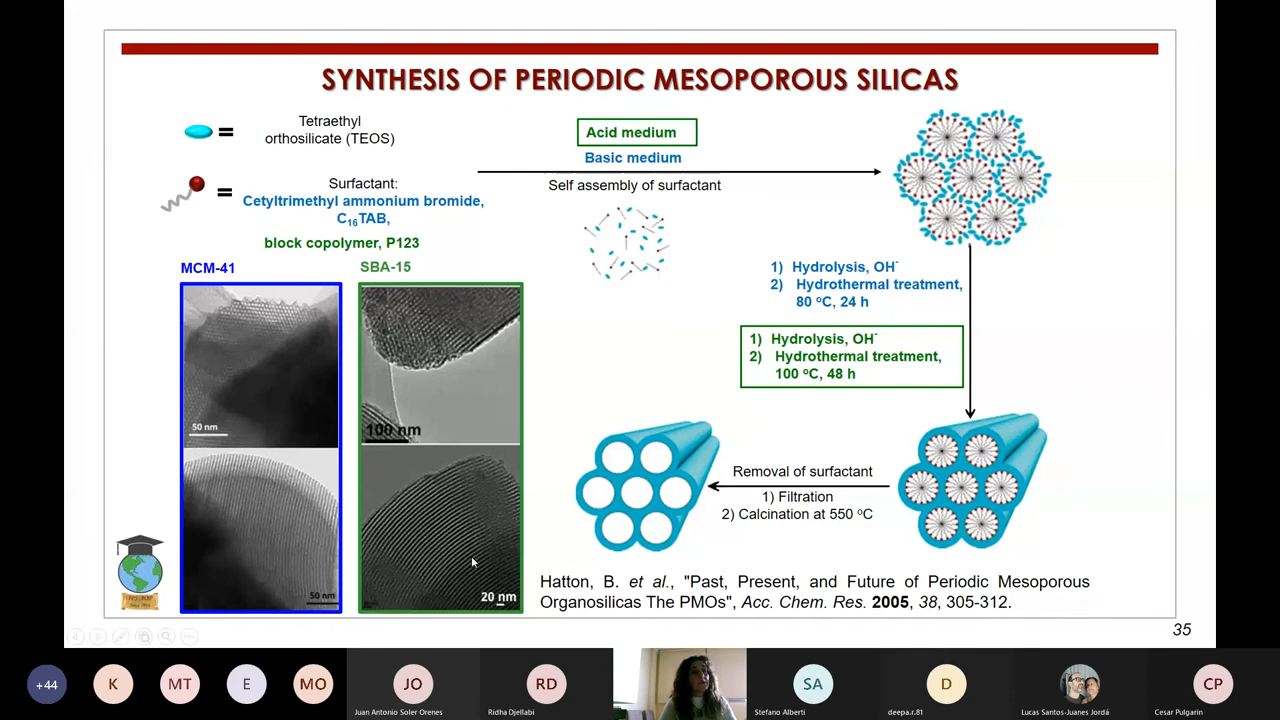 SYNTHESIS OF PERIODIC MESOPOROUS SILICAS
=
Tetraethyl
orthosilicate (TEOS)
=
Surfactant:
Cetyltrimethyl ammonium bromide,
C16TAB,
block copolymer, P123
Acid medium
Basic medium
Self assembly of surfactant
MCM-41
SBA-15
50 nm
100 nm
50 nm
20 nm
1) Hydrolysis, OH-
2) Hydrothermal treatment,
80 ºC, 24 h
1) Hydrolysis, OH-
2) Hydrothermal treatment,
100 ºC, 48 h
Removal of surfactant
1) Filtration
2) Calcination at 550 ºC
Hatton, B. et al., "Past, Present, and Future of Periodic Mesoporous
Organosilicas The PMOs", Acc. Chem. Res. 2005, 38, 305-312.
35
+44
K
MT
E
MO
JO
Juan Antonio Soler Orenes
RD
Ridha Djellabi
SA
Stefano Alberti
D
deepa.r.81
Lucas Santos-Juanes Jordá
CP
Cesar Pulgarin